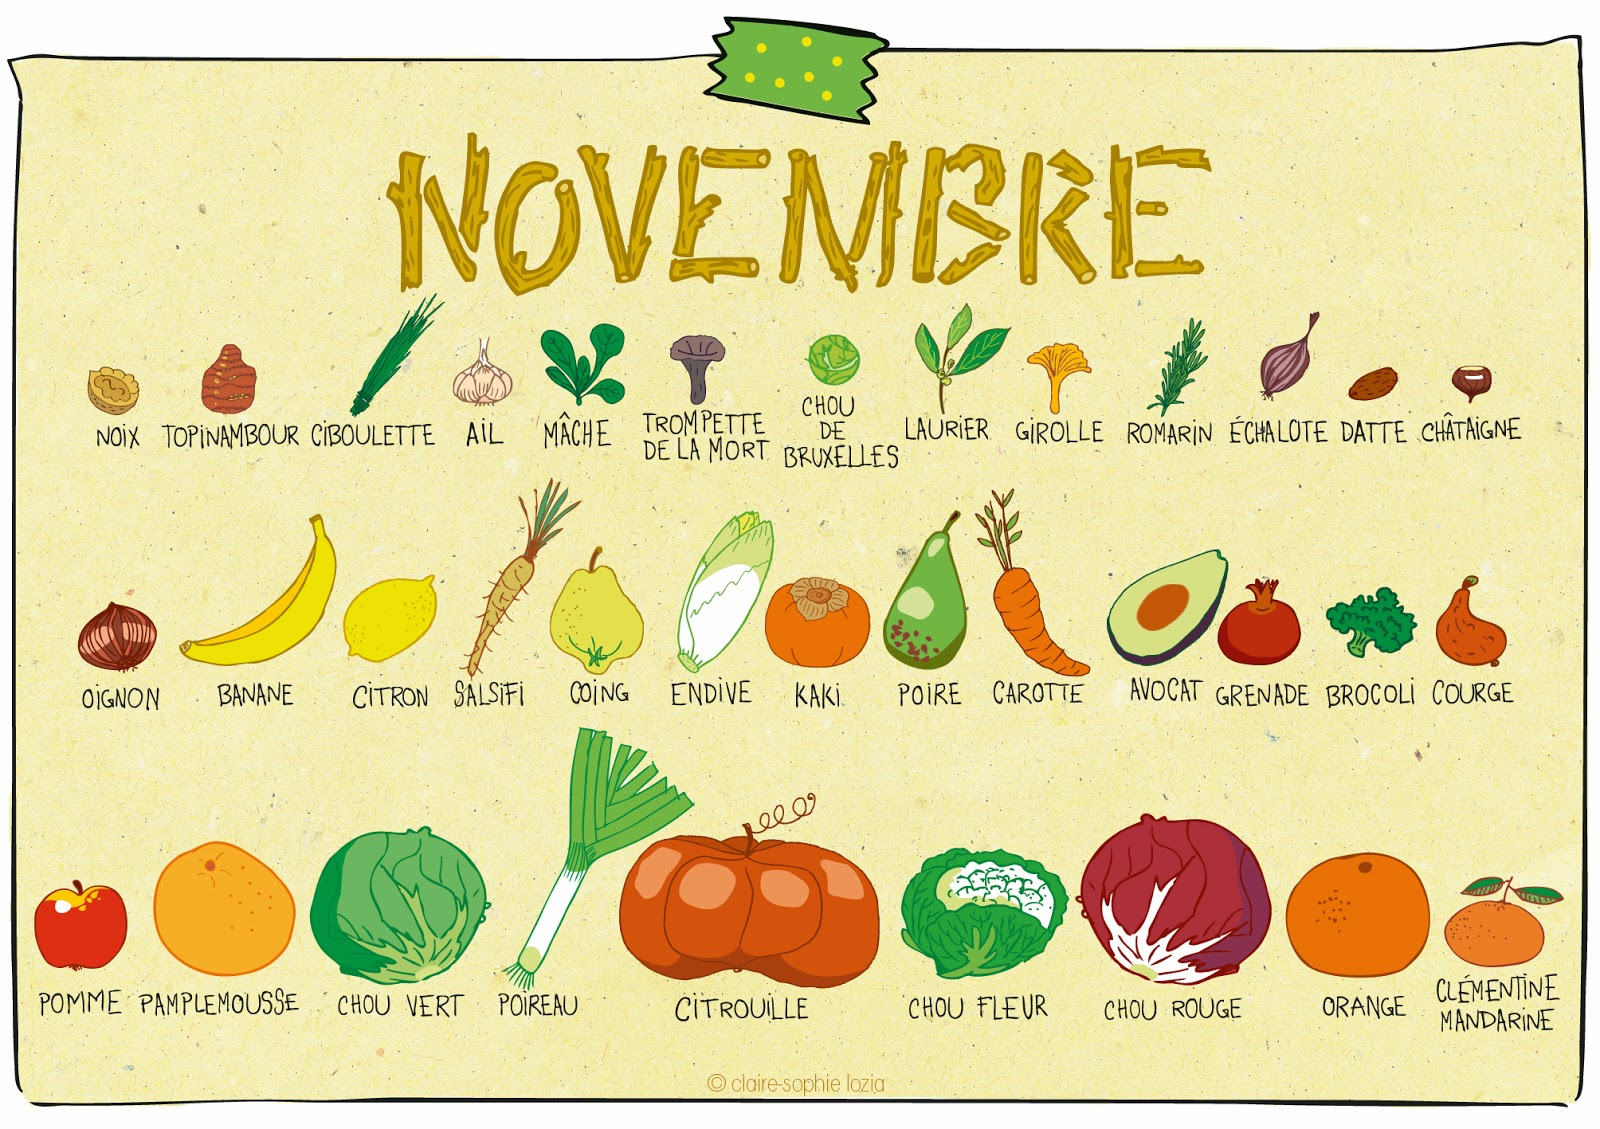 NOVEMBRE
NOIX TOPINAMBOUR CIBOULETTE AIL MÂCHE TROMPETTE DE LA MORT CHOU DE BRUXELLES LAURIER GIROLLE ROMARIN ÉCHALOTE DATTE CHÂTAIGNE
OIGNON BANANE CITRON SALSIFI COING ENDIVE KAKI POIRE CAROTTE AVOCAT GRENADE BROCOLI COURGE
POMME PAMPLEMOUSSE CHOU VERT POIREAU CITROUILLE CHOU FLEUR CHOU ROUGE ORANGE CLÉMENTINE MANDARINE
© claire-sophie lozia